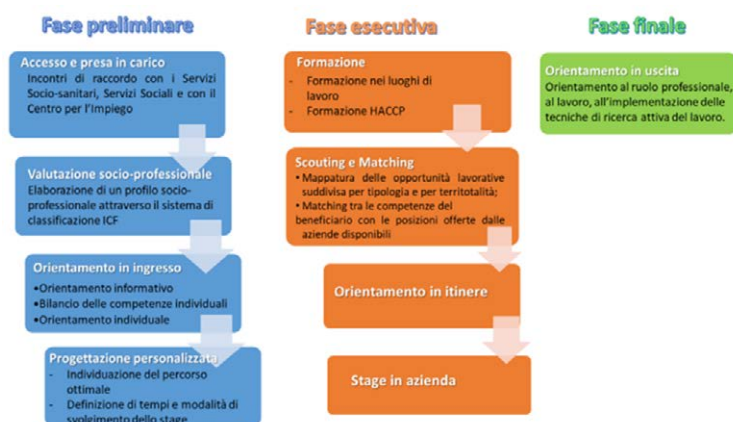 Fase preliminare
Accesso e presa in carico
Incontri di raccordo con i Servizi
Socio-sanitari, Servizi Sociali e con il
Centro per l'Impiego
Valutazione socio-professionale
Elaborazione di un profilo socio-
professionale attraverso il sistema di
classificazione ICF
Orientamento in ingresso
•Orientamento informativo
•Bilancio delle competenze individuali
•Orientamento individuale
Progettazione personalizzata
- Individuazione del percorso
ottimale
- Definizione di tempi e modalità di
svolgimento dello stage
Fase esecutiva
Formazione
- Formazione nei luoghi di
lavoro
- Formazione HACCP
Scouting e Matching
• Mappatura delle opportunità lavorative
suddivisa per tipologia e per territotalità;
• Matching tra le competenze del
beneficiario con le posizioni offerte dalle
aziende disponibili
Orientamento in itinere
Stage in azienda
Fase finale
Orientamento in uscita
Orientamento al ruolo professionale,
al lavoro, all'implementazione delle
tecniche di ricerca attiva del lavoro.